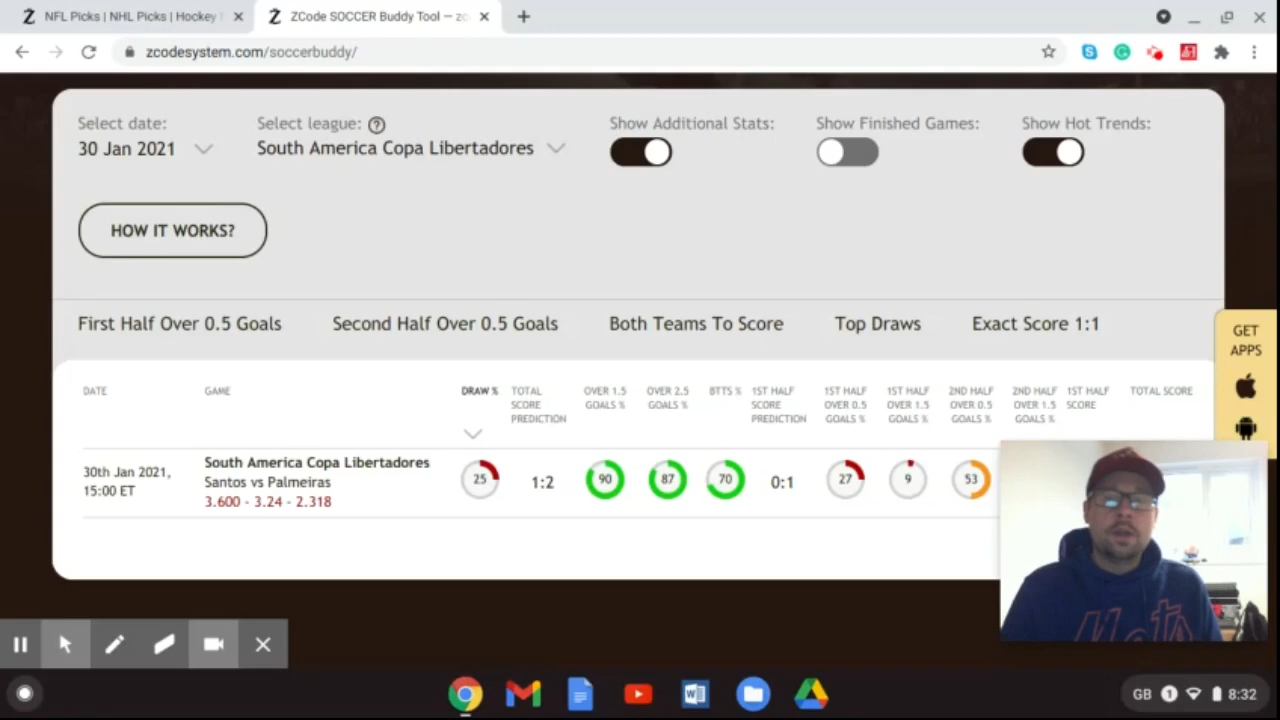 NFL Picks | NHL Picks | Hockey
ZCode SOCCER Buddy Tool — zc
zcodesystem.com/soccerbuddy/
Select date:
30 Jan 2021
Select league: ?
South America Copa Libertadores
Show Additional Stats:
Show Finished Games:
Show Hot Trends:
HOW IT WORKS?
First Half Over 0.5 Goals
Second Half Over 0.5 Goals
Both Teams To Score
Top Draws
Exact Score 1:1
GET
APPS
DATE
GAME
DRAW %
TOTAL
SCORE
PREDICTION
OVER 1.5
GOALS %
OVER 2.5
GOALS %
BTTS %
1ST HALF
SCORE
PREDICTION
1ST HALF
OVER 0.5
GOALS %
1ST HALF
OVER 1.5
GOALS %
2ND HALF
OVER 0.5
GOALS %
2ND HALF
OVER 1.5
GOALS %
1ST HALF
SCORE
TOTAL SCORE
30th Jan 2021,
15:00 ET
South America Copa Libertadores
Santos vs Palmeiras
3.600 - 3.24 - 2.318
25
1:2
90
87
70
0:1
27
9
53
Mets
GB 1 8:32